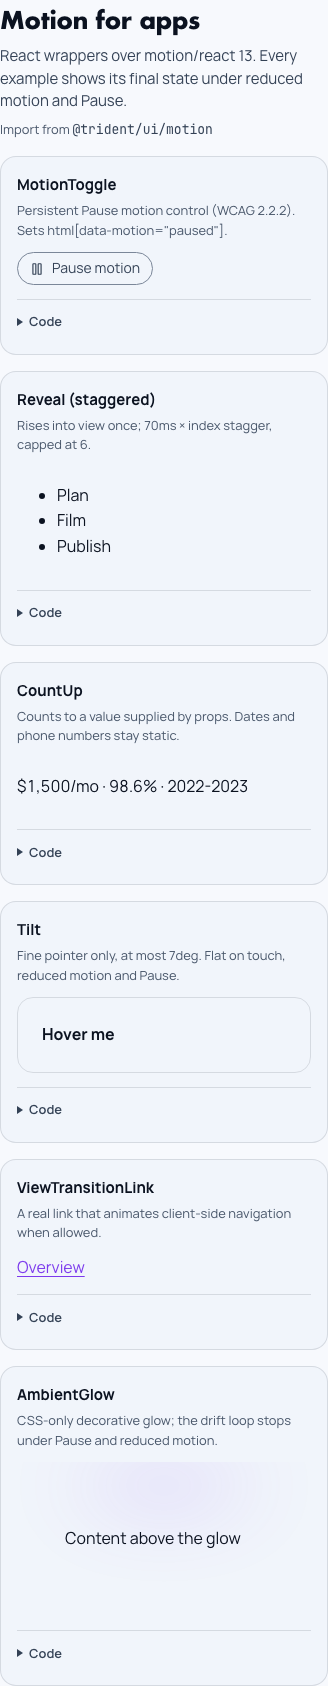 Motion for apps
React wrappers over motion/react 13. Every
example shows its final state under reduced
motion and Pause.
Import from @trident/ui/motion
MotionToggle
Persistent Pause motion control (WCAG 2.2.2).
Sets html[data-motion="paused"].
Pause motion
Code
Reveal (staggered)
Rises into view once; 70ms × index stagger,
capped at 6.
Plan
Film
Publish
Code
CountUp
Counts to a value supplied by props. Dates and
phone numbers stay static.
$1,500/mo · 98.6% · 2022-2023
Code
Tilt
Fine pointer only, at most 7deg. Flat on touch,
reduced motion and Pause.
Hover me
Code
ViewTransitionLink
A real link that animates client-side navigation
when allowed.
Overview
Code
AmbientGlow
CSS-only decorative glow; the drift loop stops
under Pause and reduced motion.
Content above the glow
Code